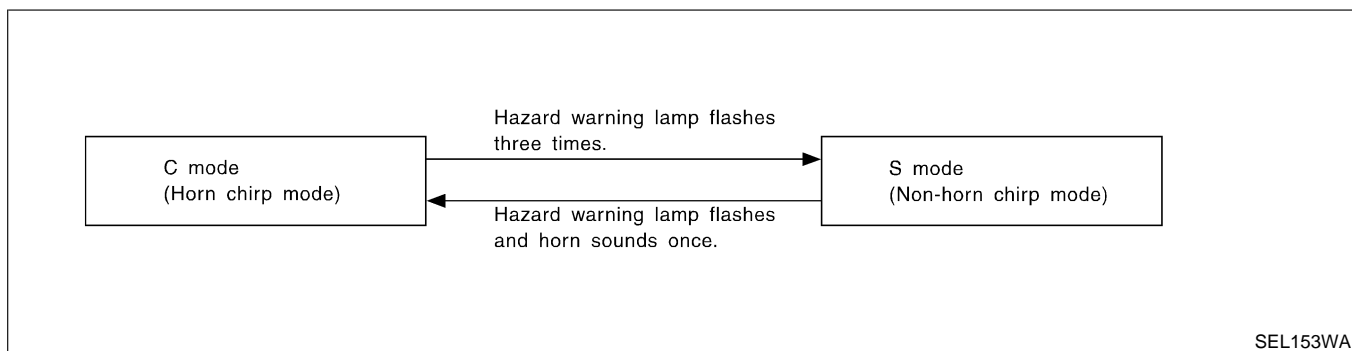 Hazard warning lamp flashes
three times.
C mode
(Horn chirp mode)
S mode
(Non-horn chirp mode)
Hazard warning lamp flashes
and horn sounds once.
SEL153WA